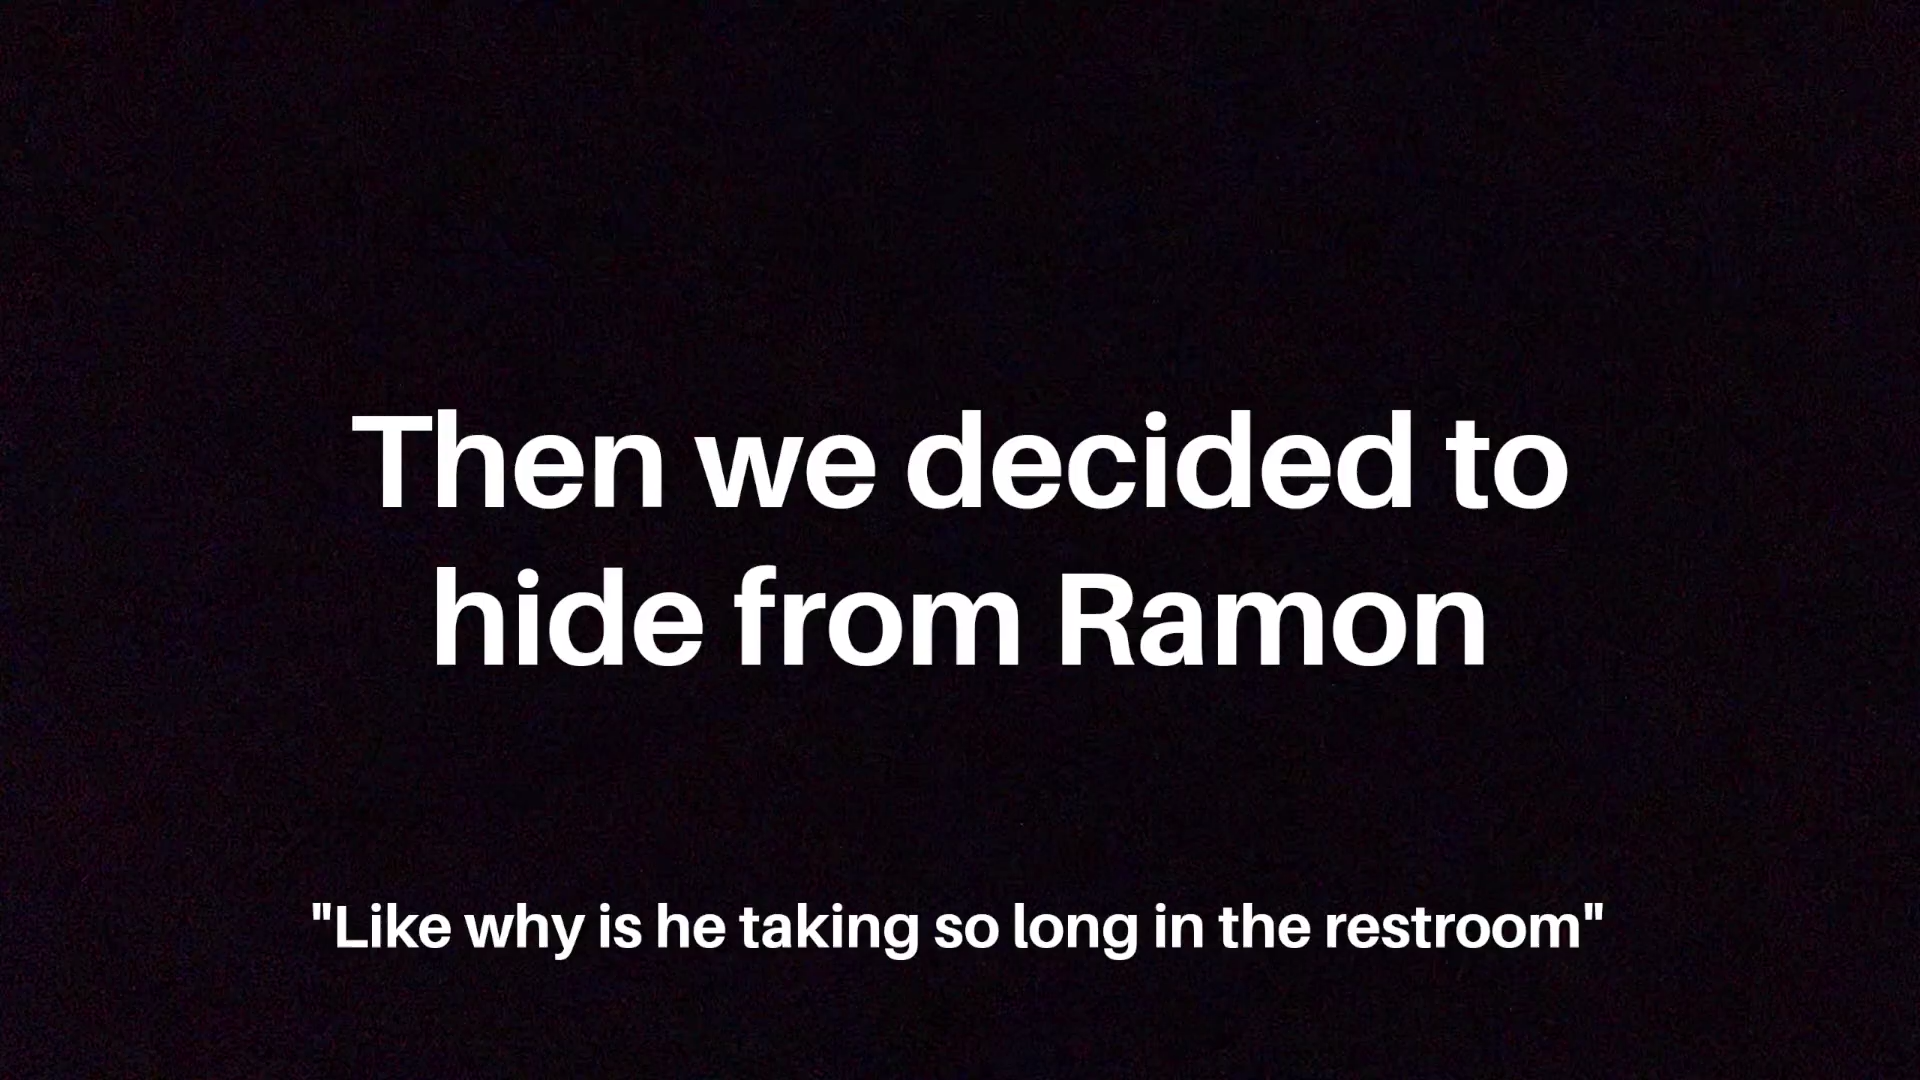 Then we decided to
hide from Ramon
"Like why is he taking so long in the restroom"